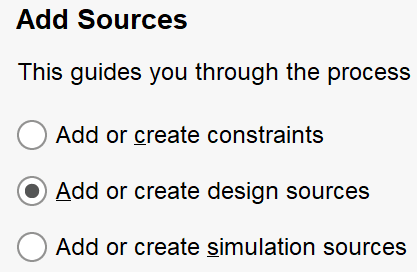 Add Sources
This guides you through the process
Add or create constraints
Add or create design sources
Add or create simulation sources